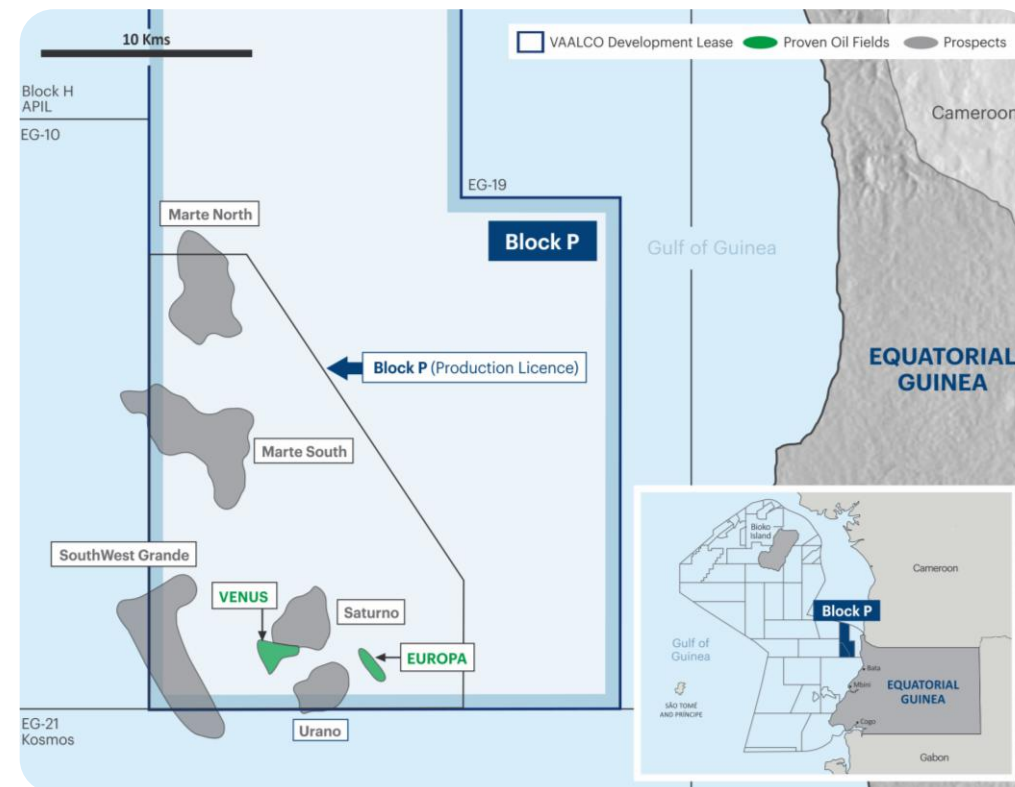 10 Kms
VAALCO Development Lease
Proven Oil Fields
Prospects
Block H
APIL
EG-10
Cameroon
EG-19
Marte North
Block P
Gulf of Guinea
Block P (Production Licence)
EQUATORIAL
GUINEA
Marte South
SouthWest Grande
VENUS
Saturno
EUROPA
Urano
EG-21
Kosmos
Bioko
Island
Cameroon
Block P
Gulf of
Guinea
Bata
Mbini
EQUATORIAL
GUINEA
SÃO TOMÉ
AND PRÍNCIPE
Cogo
Gabon